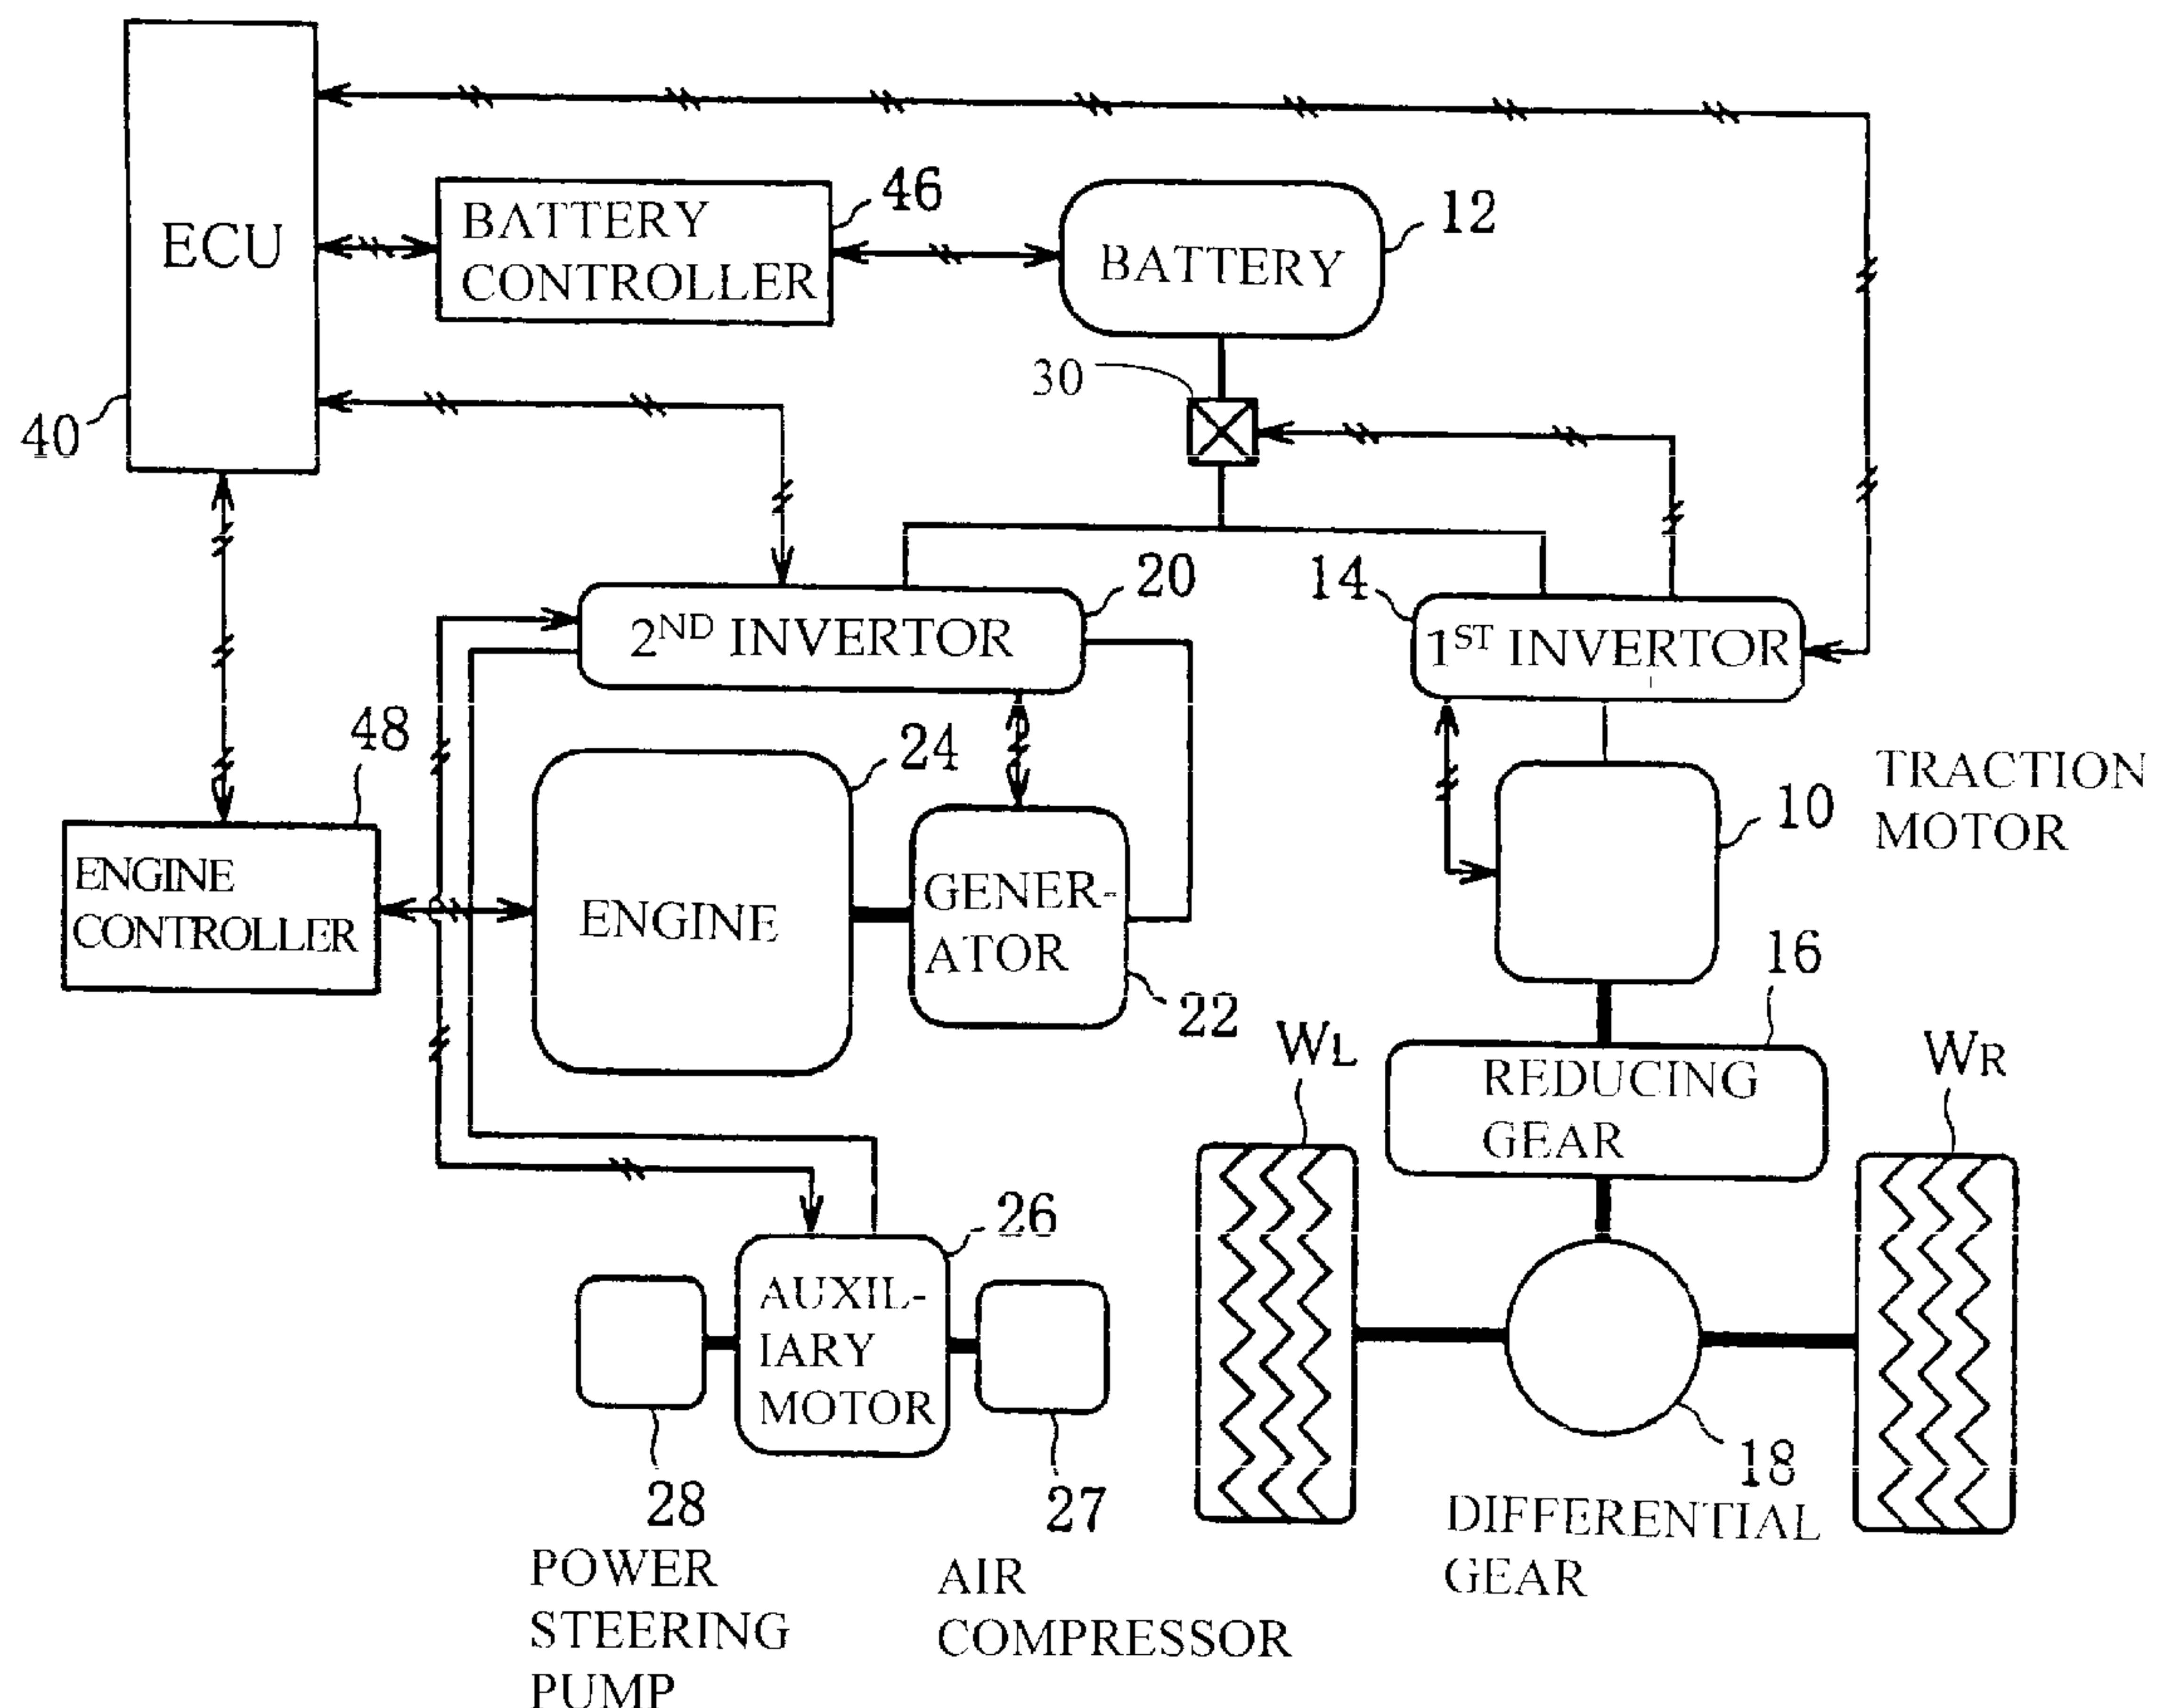 ECU
40
BATTERY
CONTROLLER
46
BATTERY
12
30
2ND INVERTOR
20
14
1ST INVERTOR
48
ENGINE
CONTROLLER
ENGINE
24
GENER-
ATOR
22
10
TRACTION
MOTOR
16
REDUCING
GEAR
WL
WR
26
AUXIL-
IARY
MOTOR
28
POWER
STEERING
PUMP
27
AIR
COMPRESSOR
18
DIFFERENTIAL
GEAR